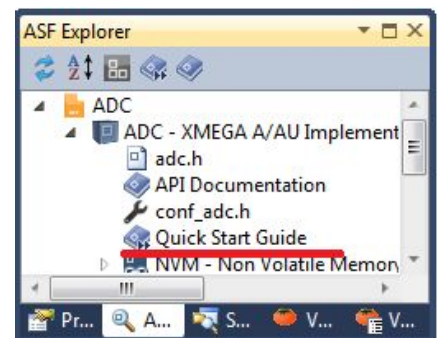 ASF Explorer
ADC
ADC - XMEGA A/AU Implement
adc.h
API Documentation
conf_adc.h
Quick Start Guide
NVM - Non Volatile Memor
Pr... A... S... V... V...